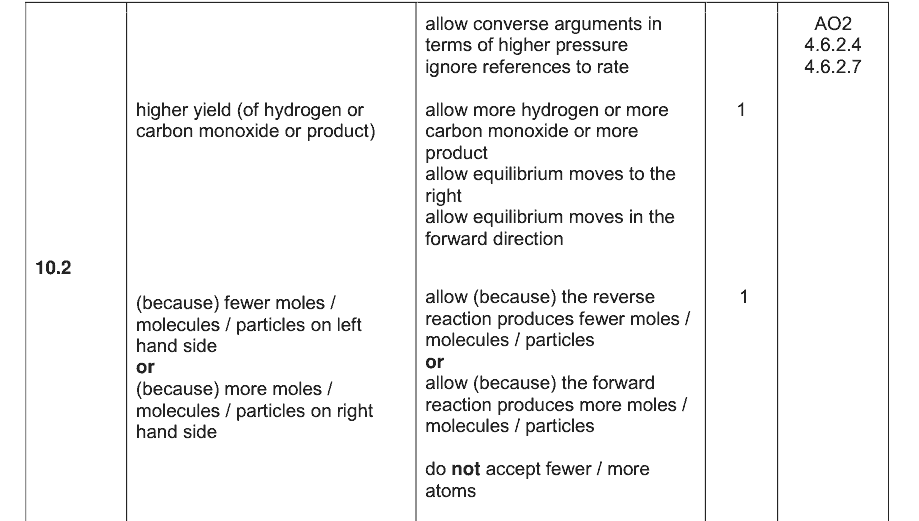 allow converse arguments in
terms of higher pressure
ignore references to rate
AO2
4.6.2.4
4.6.2.7
higher yield (of hydrogen or
carbon monoxide or product)
allow more hydrogen or more
carbon monoxide or more
product
allow equilibrium moves to the
right
allow equilibrium moves in the
forward direction
1
10.2
(because) fewer moles /
molecules / particles on left
hand side
or
(because) more moles /
molecules / particles on right
hand side
allow (because) the reverse
reaction produces fewer moles /
molecules / particles
or
allow (because) the forward
reaction produces more moles /
molecules / particles
do not accept fewer / more
atoms
1